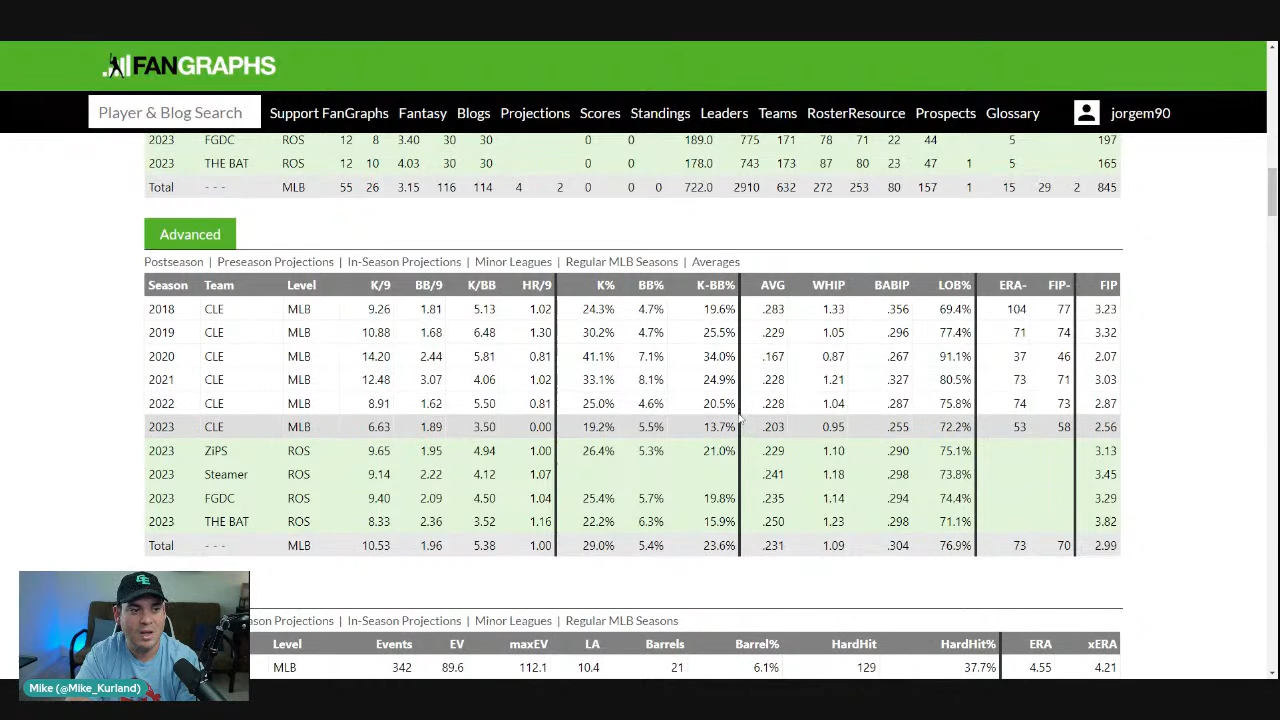 FANGRAPHS
Player & Blog Search Support FanGraphs Fantasy Blogs Projections Scores Standings Leaders Teams RosterResource Prospects Glossary jorgem90
2023 FGDC ROS 12 8 3.40 30 30 0 0 189.0 775 171 78 71 22 44 5 197
2023 THE BAT ROS 12 10 4.03 30 30 0 0 178.0 743 173 87 80 23 47 1 5 165
Total - - - MLB 55 26 3.15 116 114 4 2 0 0 0 722.0 2910 632 272 253 80 157 1 15 29 2 845
Advanced
Postseason | Preseason Projections | In-Season Projections | Minor Leagues | Regular MLB Seasons | Averages
Season Team Level K/9 BB/9 K/BB HR/9 K% BB% K-BB% AVG WHIP BABIP LOB% ERA- FIP- FIP
2018 CLE MLB 9.26 1.81 5.13 1.02 24.3% 4.7% 19.6% .283 1.33 .356 69.4% 104 77 3.23
2019 CLE MLB 10.88 1.68 6.48 1.30 30.2% 4.7% 25.5% .229 1.05 .296 77.4% 71 74 3.32
2020 CLE MLB 14.20 2.44 5.81 0.81 41.1% 7.1% 34.0% .167 0.87 .267 91.1% 37 46 2.07
2021 CLE MLB 12.48 3.07 4.06 1.02 33.1% 8.1% 24.9% .228 1.21 .327 80.5% 73 71 3.03
2022 CLE MLB 8.91 1.62 5.50 0.81 25.0% 4.6% 20.5% .228 1.04 .287 75.8% 74 73 2.87
2023 CLE MLB 6.63 1.89 3.50 0.00 19.2% 5.5% 13.7% .203 0.95 .255 72.2% 53 58 2.56
2023 ZiPS ROS 9.65 1.95 4.94 1.00 26.4% 5.3% 21.0% .229 1.10 .290 75.1% 3.13
2023 Steamer ROS 9.14 2.22 4.12 1.07 .241 1.18 .298 73.8% 3.45
2023 FGDC ROS 9.40 2.09 4.50 1.04 25.4% 5.7% 19.8% .235 1.14 .294 74.4% 3.29
2023 THE BAT ROS 8.33 2.36 3.52 1.16 22.2% 6.3% 15.9% .250 1.23 .298 71.1% 3.82
Total - - - MLB 10.53 1.96 5.38 1.00 29.0% 5.4% 23.6% .231 1.09 .304 76.9% 73 70 2.99
ason Projections | In-Season Projections | Minor Leagues | Regular MLB Seasons
Level Events EV maxEV LA Barrels Barrel% HardHit HardHit% ERA xERA
MLB 342 89.6 112.1 10.4 21 6.1% 129 37.7% 4.55 4.21
Mike (@Mike_Kurland)